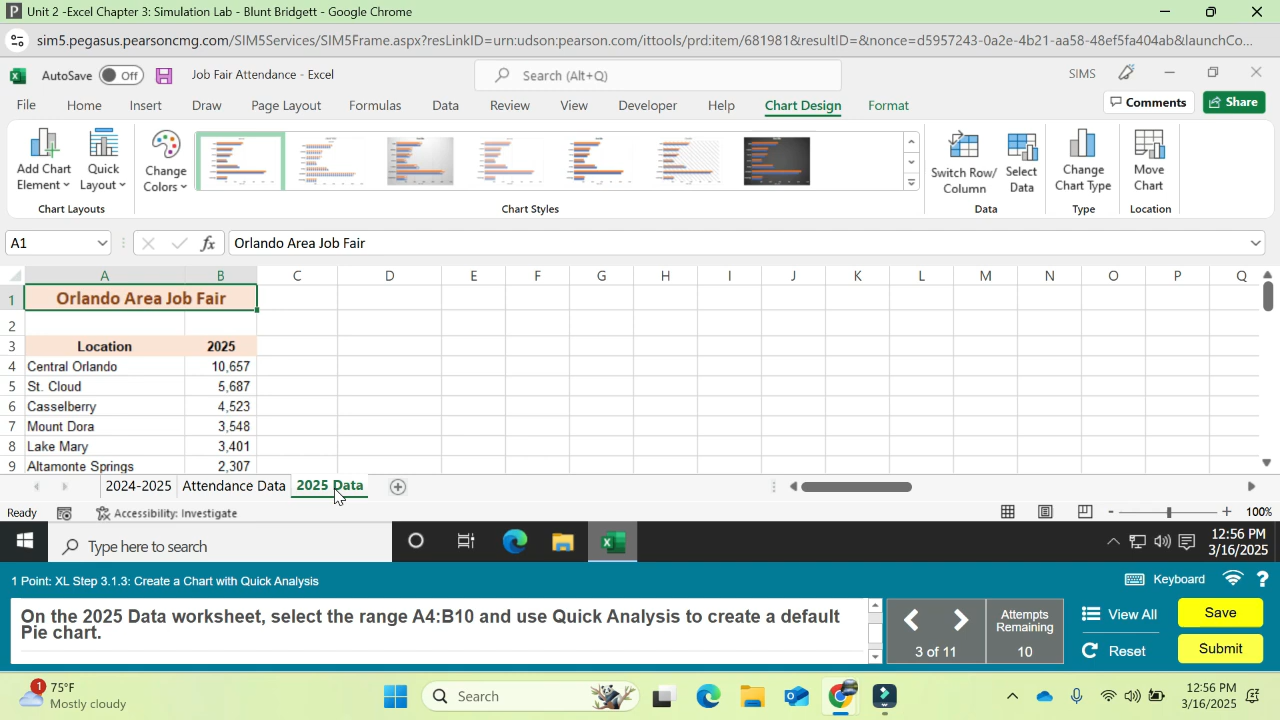 Unit 2 -Excel Chapter 3: Simulation Lab - Blunt Bridgett - Google Chrome
sim5.pegasus.pearsoncmg.com/SIM5Services/SIM5Frame.aspx?resLinkID=urn:udson:pearson.com/ittools/prd:item/681981&resultID=&nonce=d5957243-0a2e-4b21-aa58-48ef5fa404ab&launchCo...
AutoSave Off Job Fair Attendance - Excel Search (Alt+Q) SIMS
File Home Insert Draw Page Layout Formulas Data Review View Developer Help Chart Design Format Comments Share
Add Chart Element Quick Layout Change Colors Switch Row/ Column Select Data Change Chart Type Move Chart
Chart Layouts Chart Styles Data Type Location
A1 fx Orlando Area Job Fair
A B C D E F G H I J K L M N O P Q
1 Orlando Area Job Fair
2
3 Location 2025
4 Central Orlando 10,657
5 St. Cloud 5,687
6 Casselberry 4,523
7 Mount Dora 3,548
8 Lake Mary 3,401
9 Altamonte Springs 2,307
2024-2025 Attendance Data 2025 Data
Ready Accessibility: Investigate 100%
Type here to search 12:56 PM
3/16/2025
1 Point: XL Step 3.1.3: Create a Chart with Quick Analysis Keyboard ?
On the 2025 Data worksheet, select the range A4:B10 and use Quick Analysis to create a default
Pie chart.
3 of 11
Attempts
Remaining
10
View All
Reset
Save
Submit
1
75°F
Mostly cloudy
Search
12:56 PM
3/16/2025